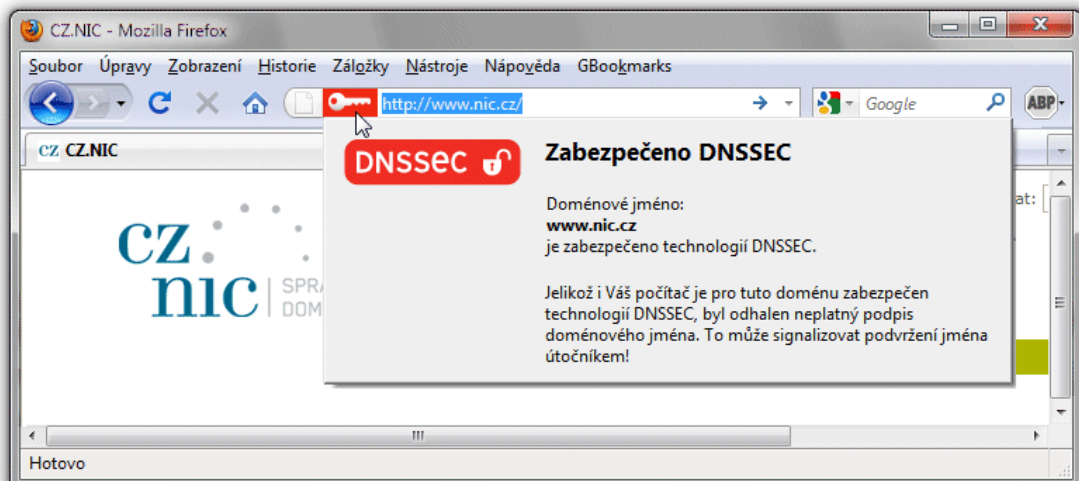 CZ.NIC - Mozilla Firefox
Soubor Úpravy Zobrazení Historie Záložky Nástroje Nápověda GBookmarks
http://www.nic.cz/ Google ABP
CZ CZ.NIC
DNSSEC
Zabezpečeno DNSSEC
Doménové jméno:
www.nic.cz
je zabezpečeno technologií DNSSEC.
Jelikož i Váš počítač je pro tuto doménu zabezpečen
technologií DNSSEC, byl odhalen neplatný podpis
doménového jména. To může signalizovat podvržení jména
útočníkem!
cz
nic
Hotovo